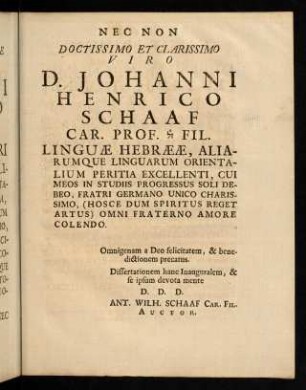 NEC NON
DOCTISSIMO ET CLARISSIMO
VIRO
D. JOHANNI
HENRICO
SCHAAF
CAR. PROF. FIL.
LINGUÆ HEBRÆÆ, ALIA-
RUMQUE LINGUARUM ORIENTA-
LIUM PERITIA EXCELLENTI, CUI
MEOS IN STUDIIS PROGRESSUS SOLI DE-
BEO, FRATRI GERMANO UNICO CHARIS-
SIMO, (HOSCE DUM SPIRITUS REGET
ARTUS) OMNI FRATERNO AMORE
COLENDO.
Omnigenam a Deo felicitatem, & bene-
dictionem precatus.
Dissertationem hanc Inauguralem, &
se ipsum devota mente
D. D. D.
ANT. WILH. SCHAAF CAR. FIL.
AUCTOR.